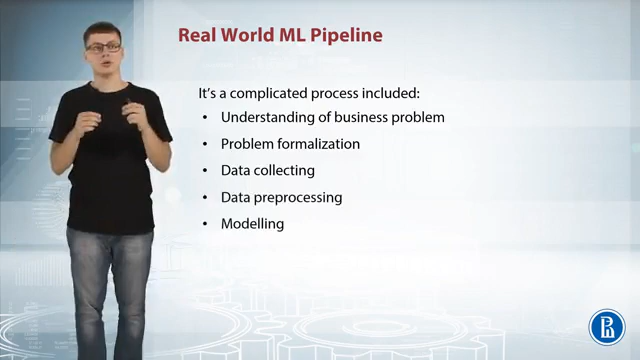 Real World ML Pipeline
It's a complicated process included:
• Understanding of business problem
• Problem formalization
• Data collecting
• Data preprocessing
• Modelling